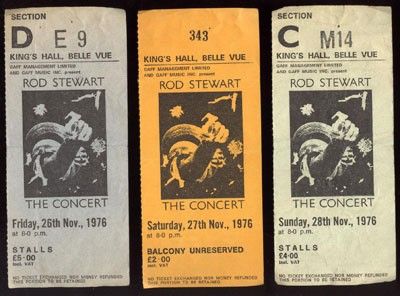 SECTION
D E 9
KING'S HALL, BELLE VUE
GAFF MANAGEMENT LIMITED
AND GAFF MUSIC INC. present
ROD STEWART
THE CONCERT
Friday, 26th Nov., 1976
at 8·0 p.m.
STALLS
£5·00
incl. VAT
NO TICKET EXCHANGED NOR MONEY REFUNDED
THIS PORTION TO BE RETAINED
343
KING'S HALL, BELLE VUE
GAFF MANAGEMENT LIMITED
AND GAFF MUSIC INC. present
ROD STEWART
THE CONCERT
Saturday, 27th Nov., 1976
at 8·0 p.m.
BALCONY UNRESERVED
£2·00
incl. VAT
NO TICKET EXCHANGED NOR MONEY REFUNDED
THIS PORTION TO BE RETAINED
SECTION
C M14
KING'S HALL, BELLE VUE
GAFF MANAGEMENT LIMITED
AND GAFF MUSIC INC. present
ROD STEWART
THE CONCERT
Sunday, 28th Nov., 1976
at 8·0 p.m.
STALLS
£4·00
incl. VAT
NO TICKET EXCHANGED NOR MONEY REFUNDED
THIS PORTION TO BE RETAINED